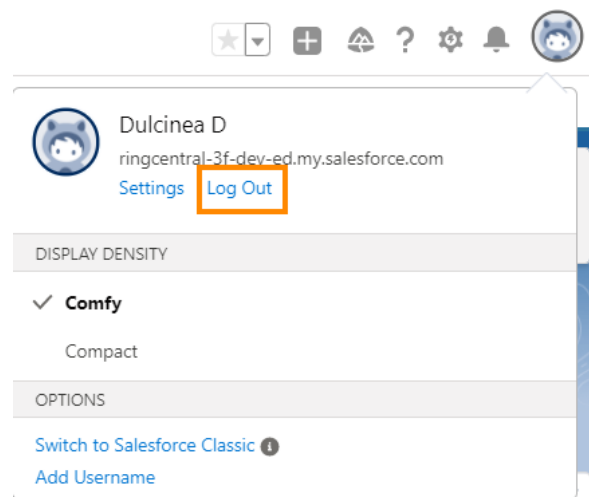 Dulcinea D
ringcentral-3f-dev-ed.my.salesforce.com
Settings Log Out
DISPLAY DENSITY
Comfy
Compact
OPTIONS
Switch to Salesforce Classic
Add Username